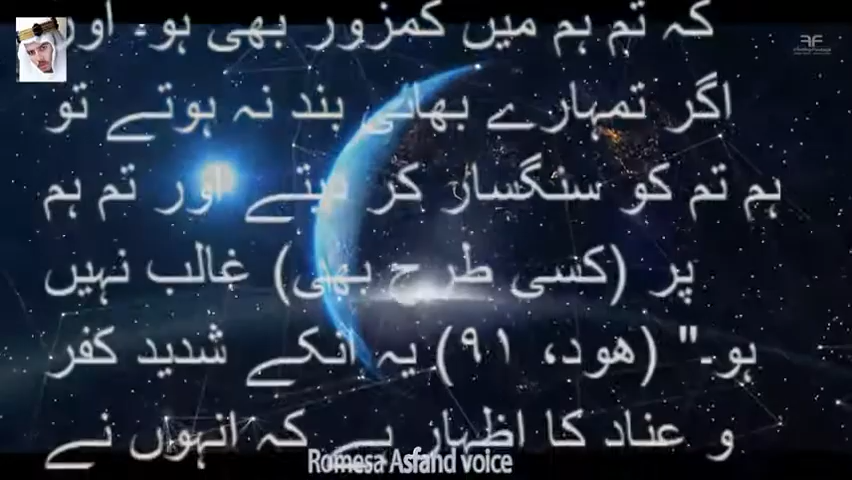 کہ تم ہم میں کمزور بھی ہو۔ اور
اگر تمہارے بھائی بند نہ ہوتے تو
ہم تم کو سنگسار کر دیتے اور تم ہم
پر (کسی طرح بھی) غالب نہیں
ہو۔" (ھود، ۹۱) یہ انکے شدید کفر
و عناد کا اظہار ہے کہ انہوں نے
Romesa Asfand voice